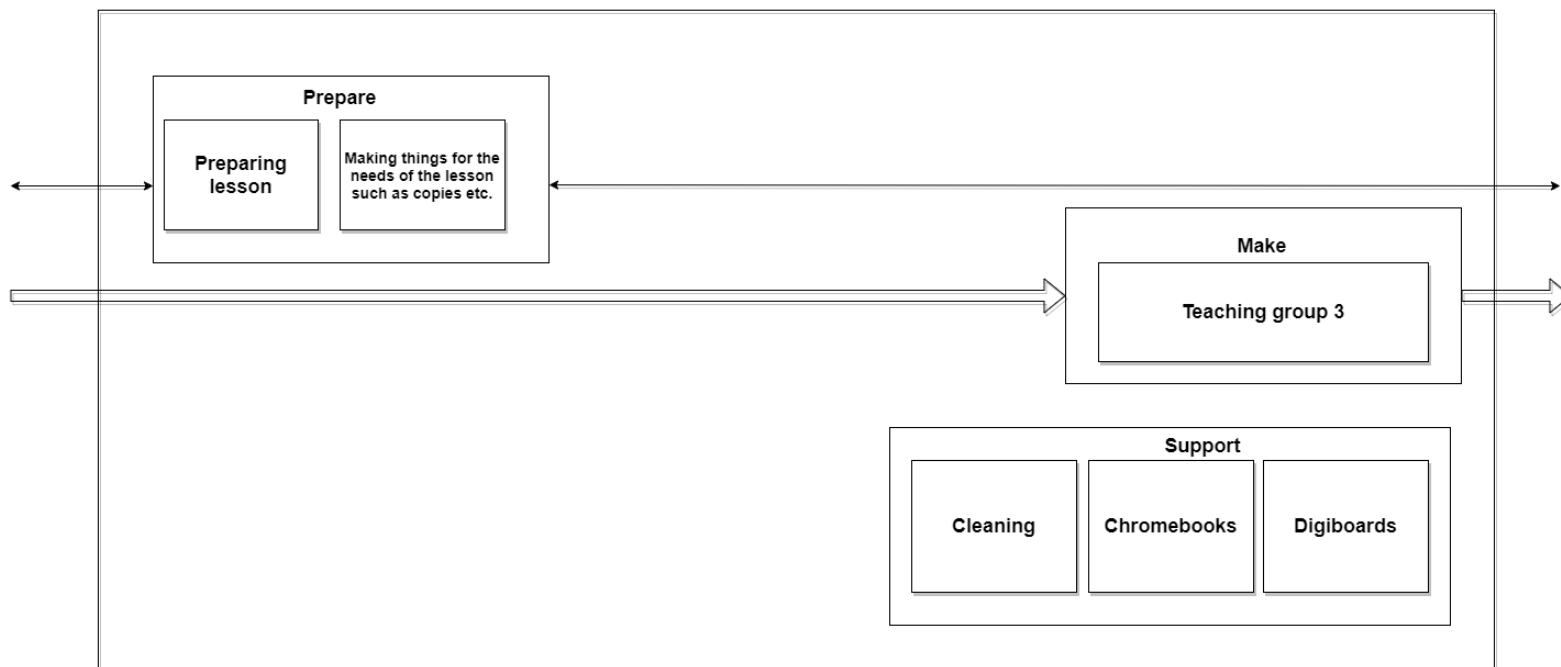 Prepare
Preparing
lesson
Making things for the
needs of the lesson
such as copies etc.
Make
Teaching group 3
Support
Cleaning
Chromebooks
Digiboards